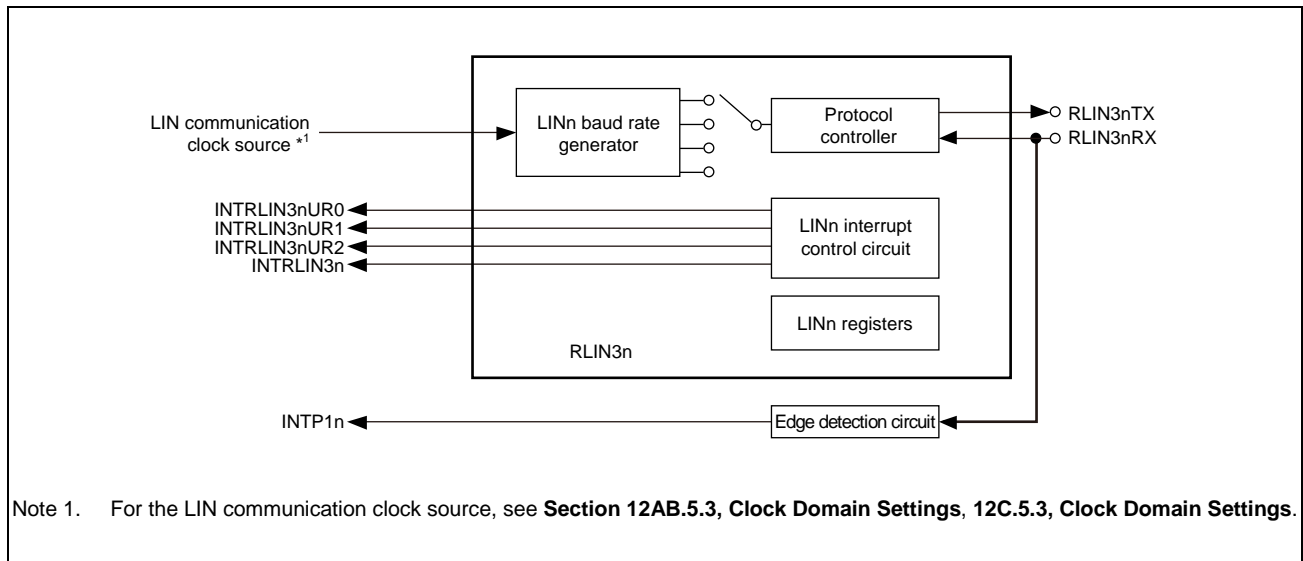 LIN communication
clock source *1
LINn baud rate
generator
Protocol
controller
RLIN3nTX
RLIN3nRX
INTRLIN3nUR0
INTRLIN3nUR1
INTRLIN3nUR2
INTRLIN3n
LINn interrupt
control circuit
LINn registers
RLIN3n
INTP1n
Edge detection circuit
Note 1. For the LIN communication clock source, see Section 12AB.5.3, Clock Domain Settings, 12C.5.3, Clock Domain Settings.